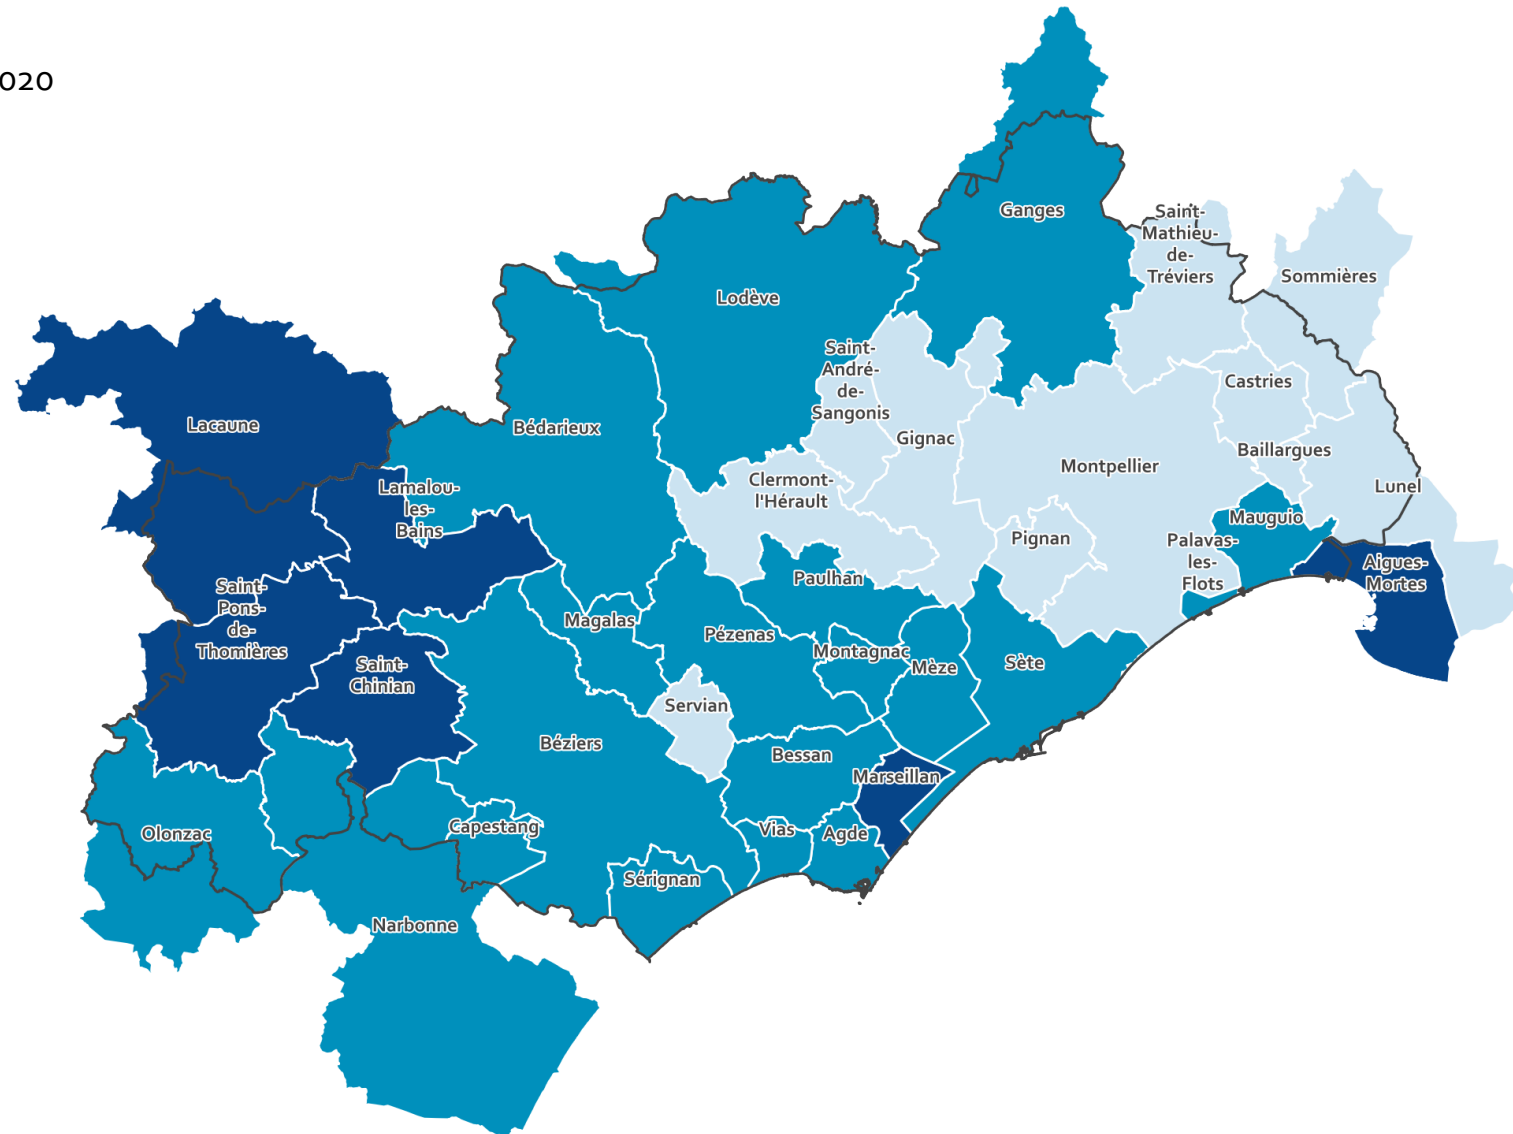 020
Ganges
Saint-
Mathieu-
de-
Tréviers
Sommières
Lodève
Saint-
André-
de-
Sangonis
Castries
Lacaune
Bédarieux
Gignac
Baillargues
Montpellier
Clermont-
l'Hérault
Lunel
Lamalou-
les-
Bains
Mauguio
Pignan
Palavas-
les-
Flots
Aigues-
Mortes
Paulhan
Saint-
Pons-
de-
Thomières
Magalas
Pézenas
Montagnac
Mèze
Sète
Saint-
Chinian
Servian
Béziers
Bessan
Marseillan
Olonzac
Capestang
Vias
Agde
Sérignan
Narbonne